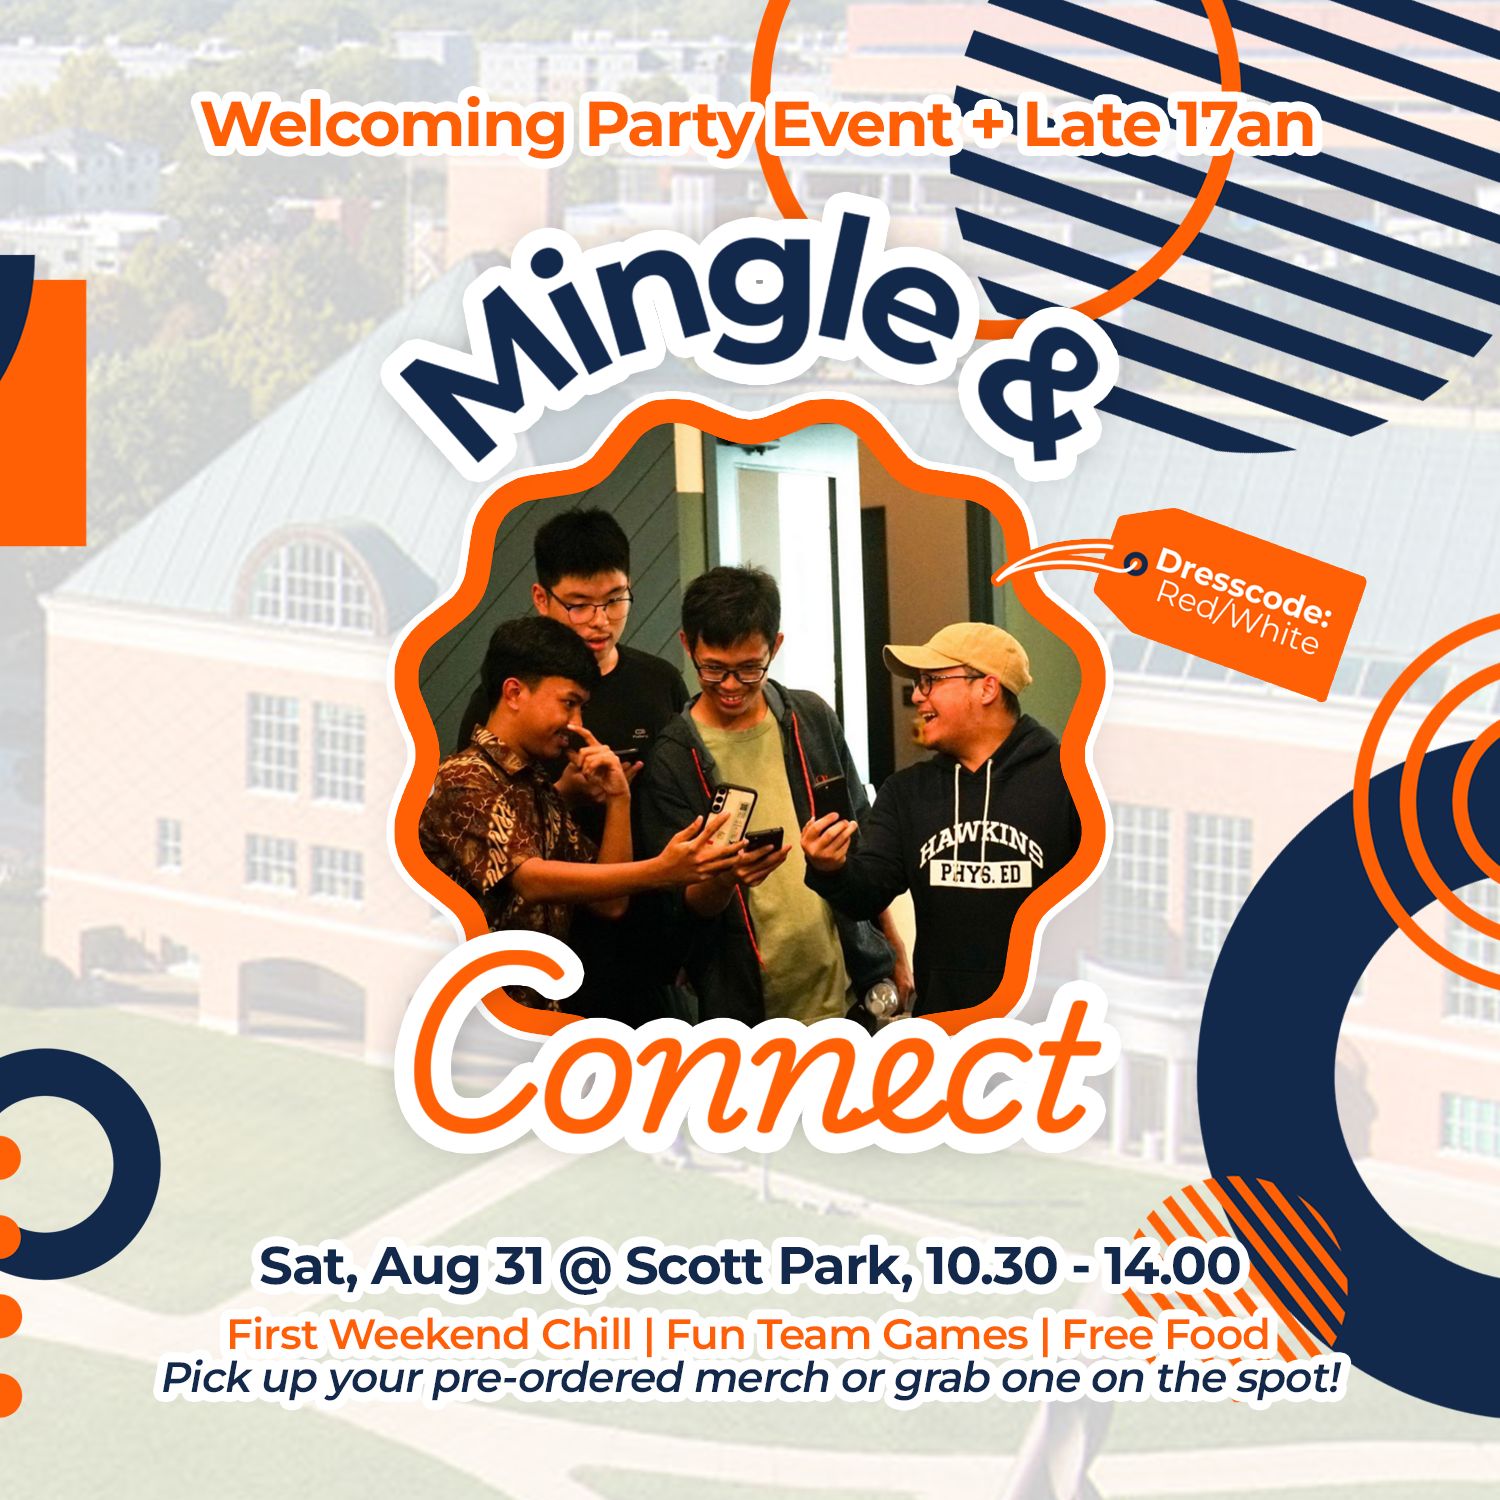 Welcoming Party Event + Late 17an
Mingle &
Dresscode:
Red/White
HAWKINS
PHYS. ED
Connect
Sat, Aug 31 @ Scott Park, 10.30 - 14.00
First Weekend Chill | Fun Team Games | Free Food
Pick up your pre-ordered merch or grab one on the spot!